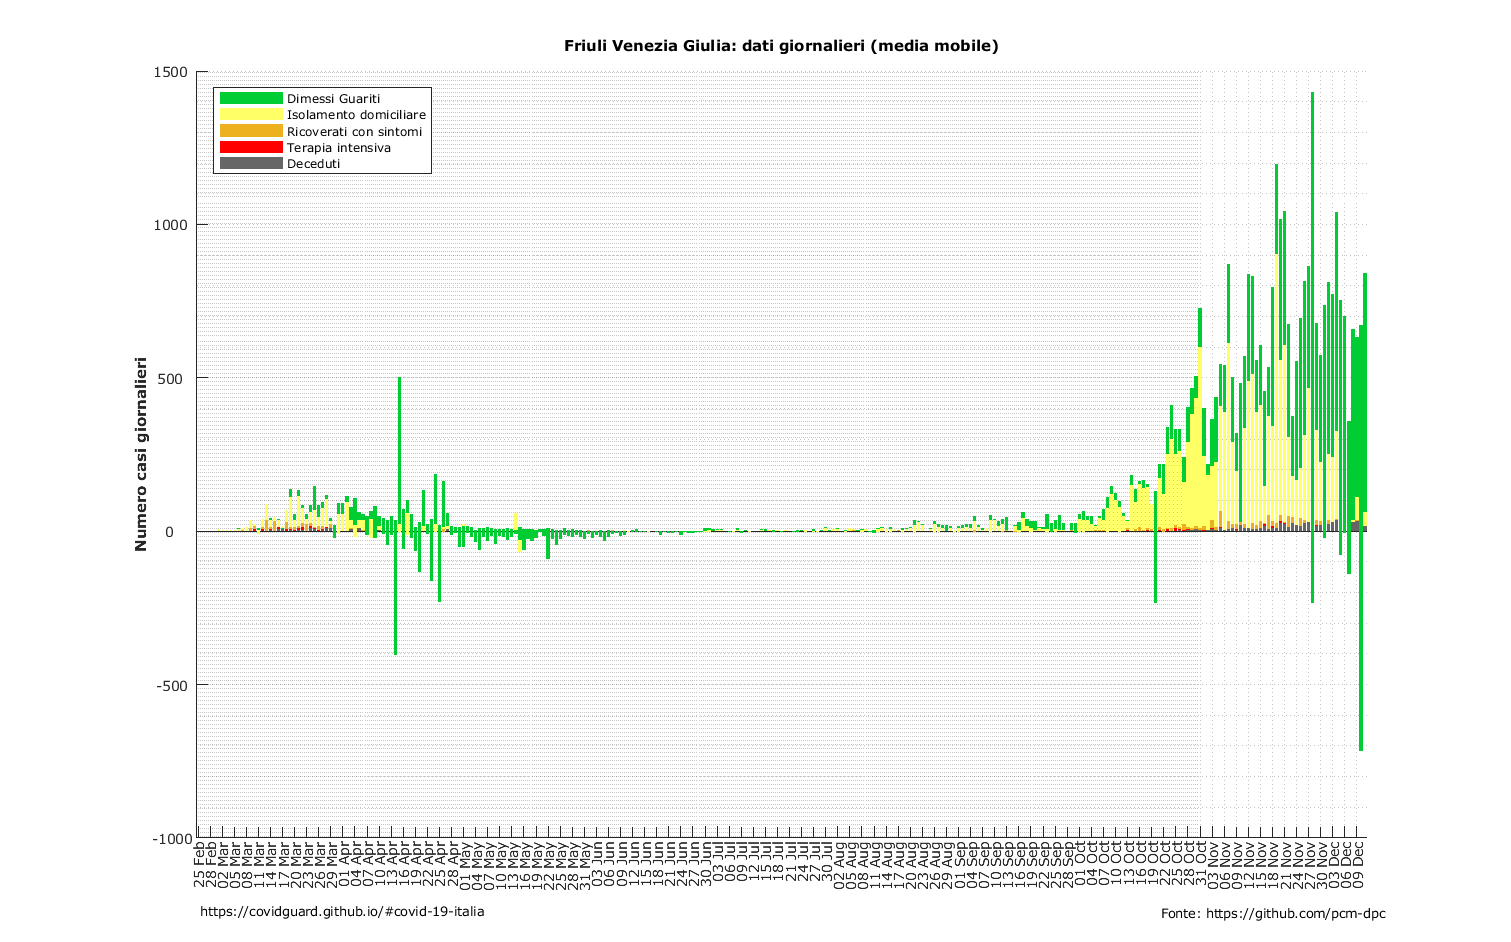 Friuli Venezia Giulia: dati giornalieri (media mobile)
1500
1000
500
0
-500
-1000
Numero casi giornalieri
Dimessi Guariti
Isolamento domiciliare
Ricoverati con sintomi
Terapia intensiva
Deceduti
25 Feb
28 Feb
02 Mar
05 Mar
08 Mar
11 Mar
14 Mar
17 Mar
20 Mar
23 Mar
26 Mar
29 Mar
01 Apr
04 Apr
07 Apr
10 Apr
13 Apr
16 Apr
19 Apr
22 Apr
25 Apr
28 Apr
01 May
04 May
07 May
10 May
13 May
16 May
19 May
22 May
25 May
28 May
31 May
03 Jun
06 Jun
09 Jun
12 Jun
15 Jun
18 Jun
21 Jun
24 Jun
27 Jun
30 Jun
03 Jul
06 Jul
09 Jul
12 Jul
15 Jul
18 Jul
21 Jul
24 Jul
27 Jul
30 Jul
02 Aug
05 Aug
08 Aug
11 Aug
14 Aug
17 Aug
20 Aug
23 Aug
26 Aug
29 Aug
01 Sep
04 Sep
07 Sep
10 Sep
13 Sep
16 Sep
19 Sep
22 Sep
25 Sep
28 Sep
01 Oct
04 Oct
07 Oct
10 Oct
13 Oct
16 Oct
19 Oct
22 Oct
25 Oct
28 Oct
31 Oct
03 Nov
06 Nov
09 Nov
12 Nov
15 Nov
18 Nov
21 Nov
24 Nov
27 Nov
30 Nov
03 Dec
06 Dec
09 Dec
https://covidguard.github.io/#covid-19-italia
Fonte: https://github.com/pcm-dpc